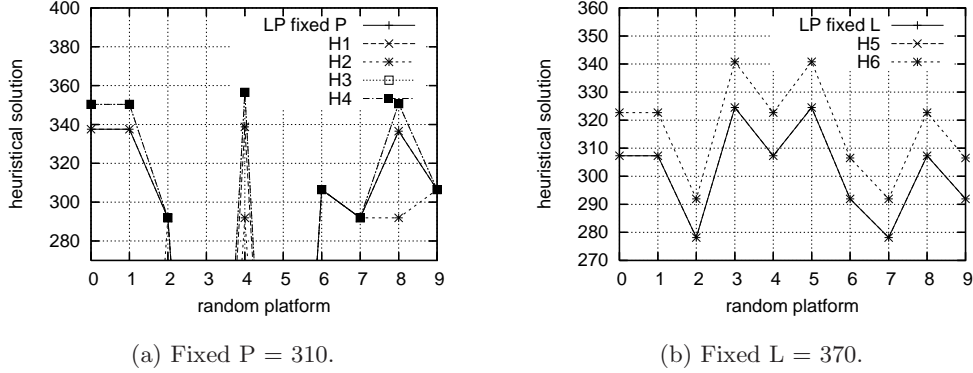 400
380
360
340
320
300
280
heuristical solution
0 1 2 3 4 5 6 7 8 9
random platform
LP fixed P
H1
H2
H3
H4
(a) Fixed P = 310.
360
350
340
330
320
310
300
290
280
270
260
heuristical solution
0 1 2 3 4 5 6 7 8 9
random platform
LP fixed L
H5
H6
(b) Fixed L = 370.